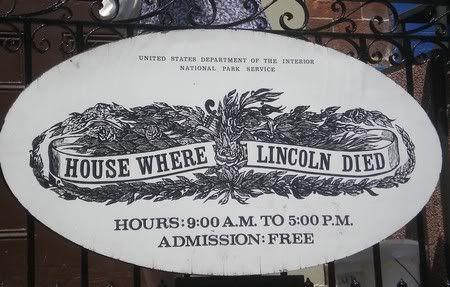 UNITED STATES DEPARTMENT OF THE INTERIOR
NATIONAL PARK SERVICE
HOUSE WHERE LINCOLN DIED
HOURS: 9:00 A.M. TO 5:00 P.M.
ADMISSION: FREE